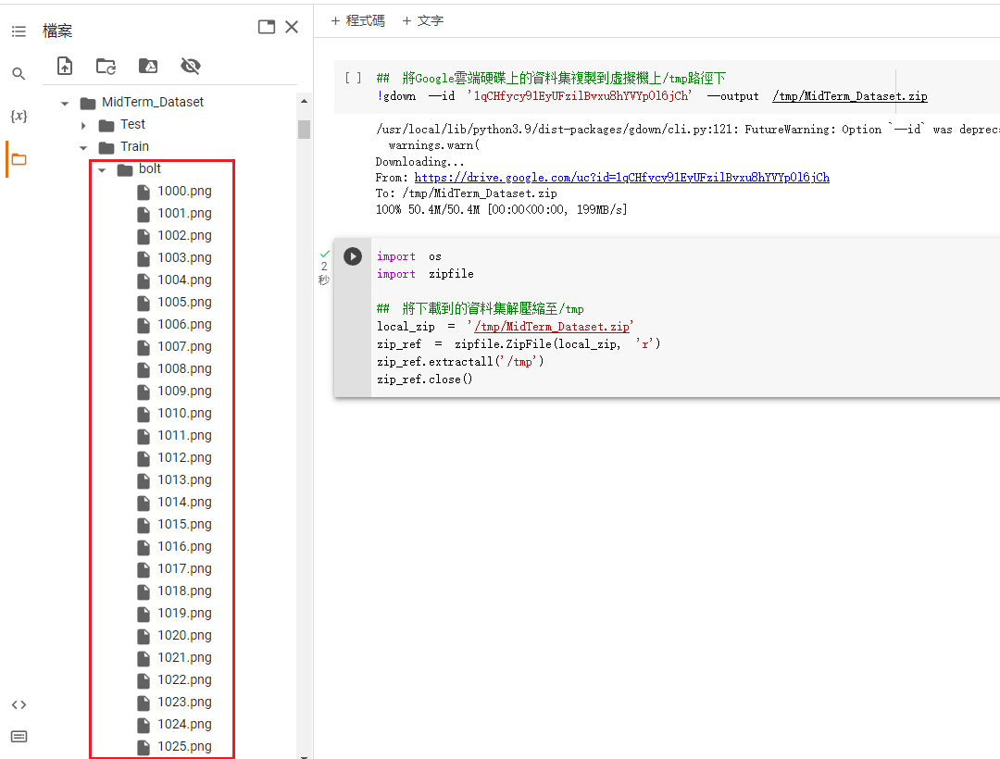 檔案
MidTerm_Dataset
Test
Train
bolt
1000.png
1001.png
1002.png
1003.png
1004.png
1005.png
1006.png
1007.png
1008.png
1009.png
1010.png
1011.png
1012.png
1013.png
1014.png
1015.png
1016.png
1017.png
1018.png
1019.png
1020.png
1021.png
1022.png
1023.png
1024.png
1025.png
{x}
+ 程式碼 + 文字
[ ] ## 將Google雲端硬碟上的資料集複製到虛擬機上/tmp路徑下
!gdown --id '1qCHfycy91EyUFzilBvxu8hYVYpOl6jCh' --output /tmp/MidTerm_Dataset.zip
/usr/local/lib/python3.9/dist-packages/gdown/cli.py:121: FutureWarning: Option `--id` was deprec
warnings.warn(
Downloading...
From: https://drive.google.com/uc?id=1qCHfycy91EyUFzilBvxu8hYVYpOl6jCh
To: /tmp/MidTerm_Dataset.zip
100% 50.4M/50.4M [00:00<00:00, 199MB/s]
2
秒
import os
import zipfile
## 將下載到的資料集解壓縮至/tmp
local_zip = '/tmp/MidTerm_Dataset.zip'
zip_ref = zipfile.ZipFile(local_zip, 'r')
zip_ref.extractall('/tmp')
zip_ref.close()